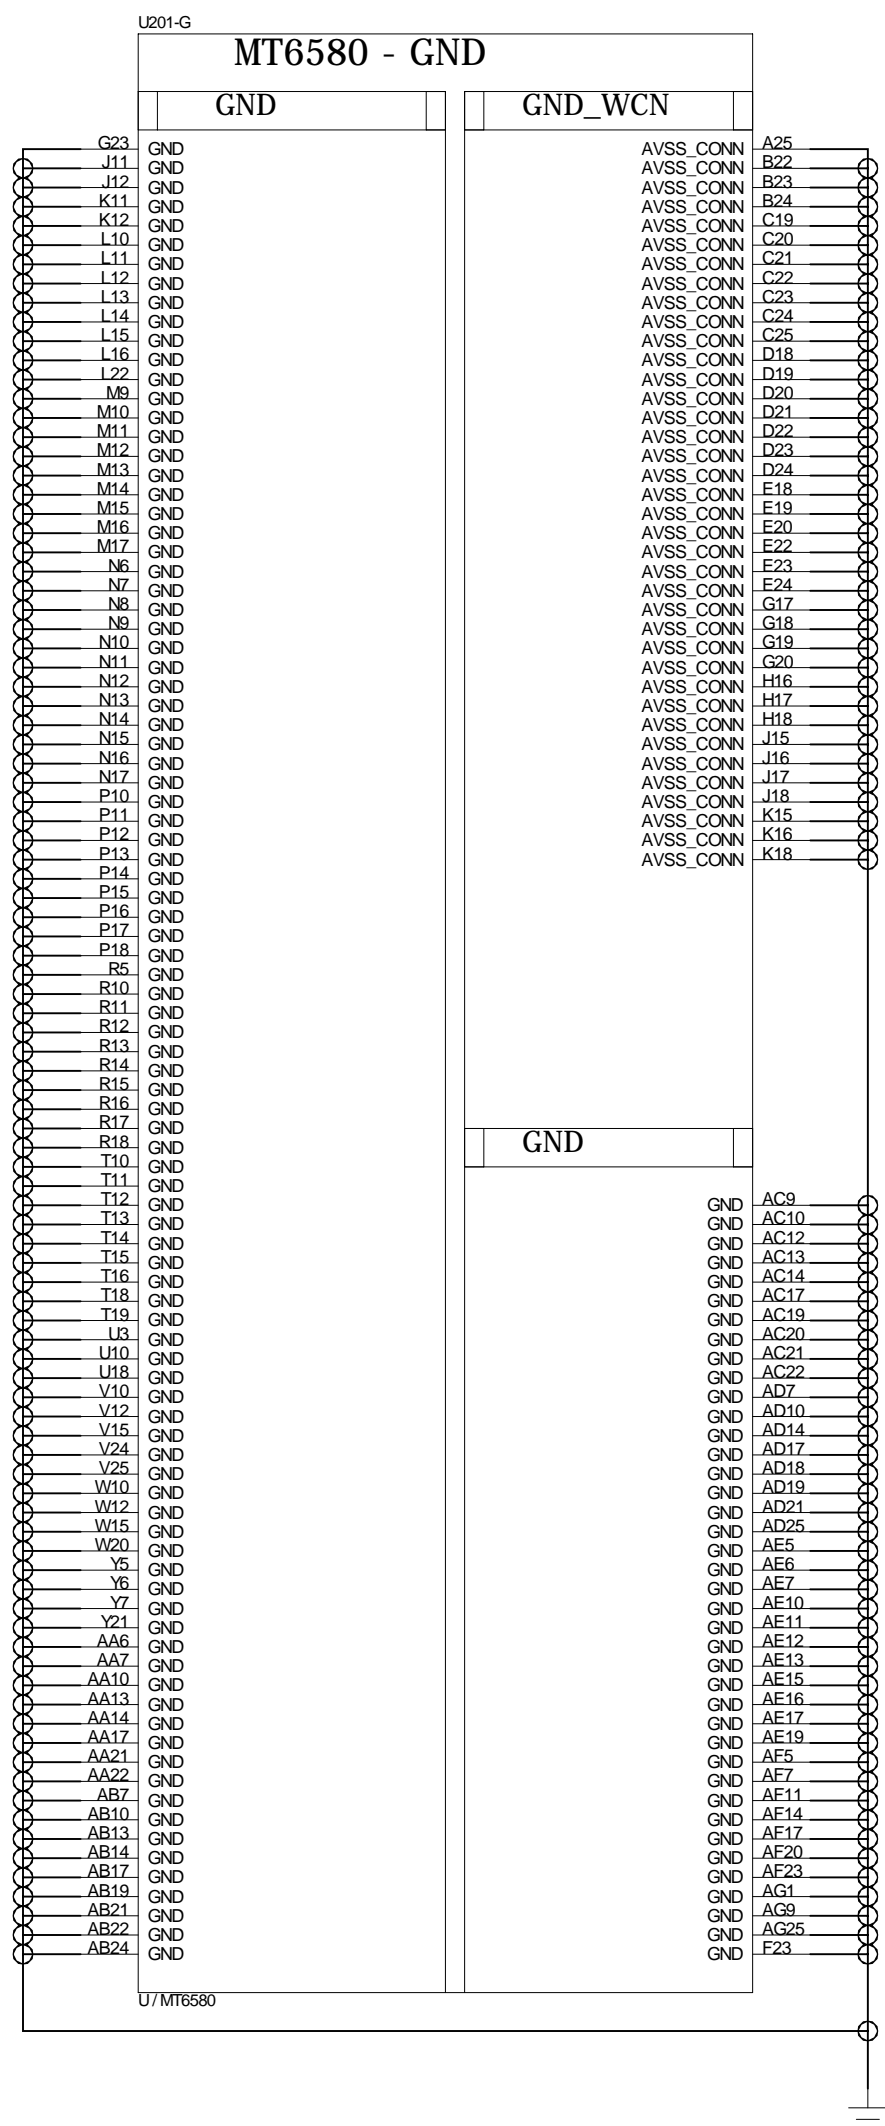 U201-G
MT6580 - GND
GND GND_WCN
G23 GND
J11 GND
J12 GND
K11 GND
K12 GND
L10 GND
L11 GND
L12 GND
L13 GND
L14 GND
L15 GND
L16 GND
L22 GND
M9 GND
M10 GND
M11 GND
M12 GND
M13 GND
M14 GND
M15 GND
M16 GND
M17 GND
N6 GND
N7 GND
N8 GND
N9 GND
N10 GND
N11 GND
N12 GND
N13 GND
N14 GND
N15 GND
N16 GND
N17 GND
P10 GND
P11 GND
P12 GND
P13 GND
P14 GND
P15 GND
P16 GND
P17 GND
P18 GND
R5 GND
R10 GND
R11 GND
R12 GND
R13 GND
R14 GND
R15 GND
R16 GND
R17 GND
R18 GND
T10 GND
T11 GND
T12 GND
T13 GND
T14 GND
T15 GND
T16 GND
T18 GND
T19 GND
U3 GND
U10 GND
U18 GND
V10 GND
V12 GND
V15 GND
V24 GND
V25 GND
W10 GND
W12 GND
W15 GND
W20 GND
Y5 GND
Y6 GND
Y7 GND
Y21 GND
AA6 GND
AA7 GND
AA10 GND
AA13 GND
AA14 GND
AA17 GND
AA21 GND
AA22 GND
AB7 GND
AB10 GND
AB13 GND
AB14 GND
AB17 GND
AB19 GND
AB21 GND
AB22 GND
AB24 GND
AVSS_CONN A25
AVSS_CONN B22
AVSS_CONN B23
AVSS_CONN B24
AVSS_CONN C19
AVSS_CONN C20
AVSS_CONN C21
AVSS_CONN C22
AVSS_CONN C23
AVSS_CONN C24
AVSS_CONN C25
AVSS_CONN D18
AVSS_CONN D19
AVSS_CONN D20
AVSS_CONN D21
AVSS_CONN D22
AVSS_CONN D23
AVSS_CONN D24
AVSS_CONN E18
AVSS_CONN E19
AVSS_CONN E20
AVSS_CONN E22
AVSS_CONN E23
AVSS_CONN E24
AVSS_CONN G17
AVSS_CONN G18
AVSS_CONN G19
AVSS_CONN G20
AVSS_CONN H16
AVSS_CONN H17
AVSS_CONN H18
AVSS_CONN J15
AVSS_CONN J16
AVSS_CONN J17
AVSS_CONN J18
AVSS_CONN K15
AVSS_CONN K16
AVSS_CONN K18
GND
GND AC9
GND AC10
GND AC12
GND AC13
GND AC14
GND AC17
GND AC19
GND AC20
GND AC21
GND AC22
GND AD7
GND AD10
GND AD14
GND AD17
GND AD18
GND AD19
GND AD21
GND AD25
GND AE5
GND AE6
GND AE7
GND AE10
GND AE11
GND AE12
GND AE13
GND AE15
GND AE16
GND AE17
GND AE19
GND AF5
GND AF7
GND AF11
GND AF14
GND AF17
GND AF20
GND AF23
GND AG1
GND AG9
GND AG25
GND F23
U / MT6580